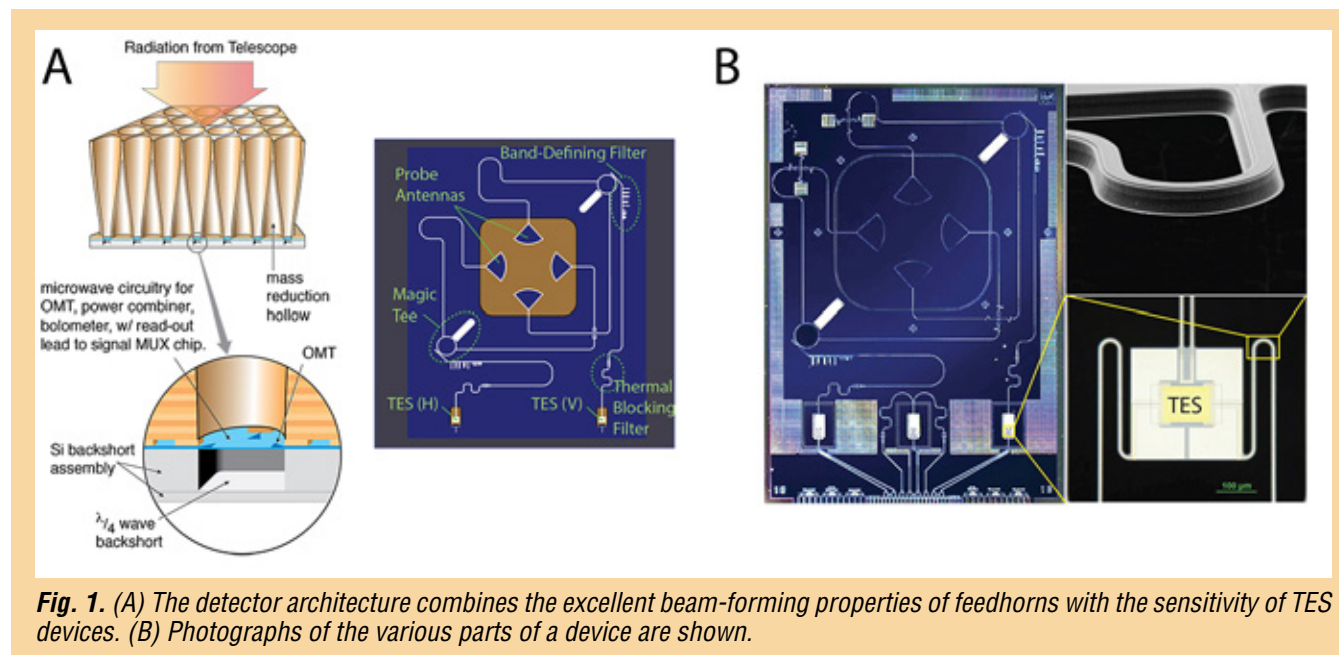 A
Radiation from Telescope
mass
reduction
hollow
microwave circuitry for
OMT, power combiner,
bolometer, w/ read-out
lead to signal MUX chip.
OMT
Si backshort
assembly
λ/4 wave
backshort
Band-Defining Filter
Probe
Antennas
Magic
Tee
TES (H)
TES (V)
Thermal
Blocking
Filter
B
TES
100 μm
Fig. 1. (A) The detector architecture combines the excellent beam-forming properties of feedhorns with the sensitivity of TES
devices. (B) Photographs of the various parts of a device are shown.